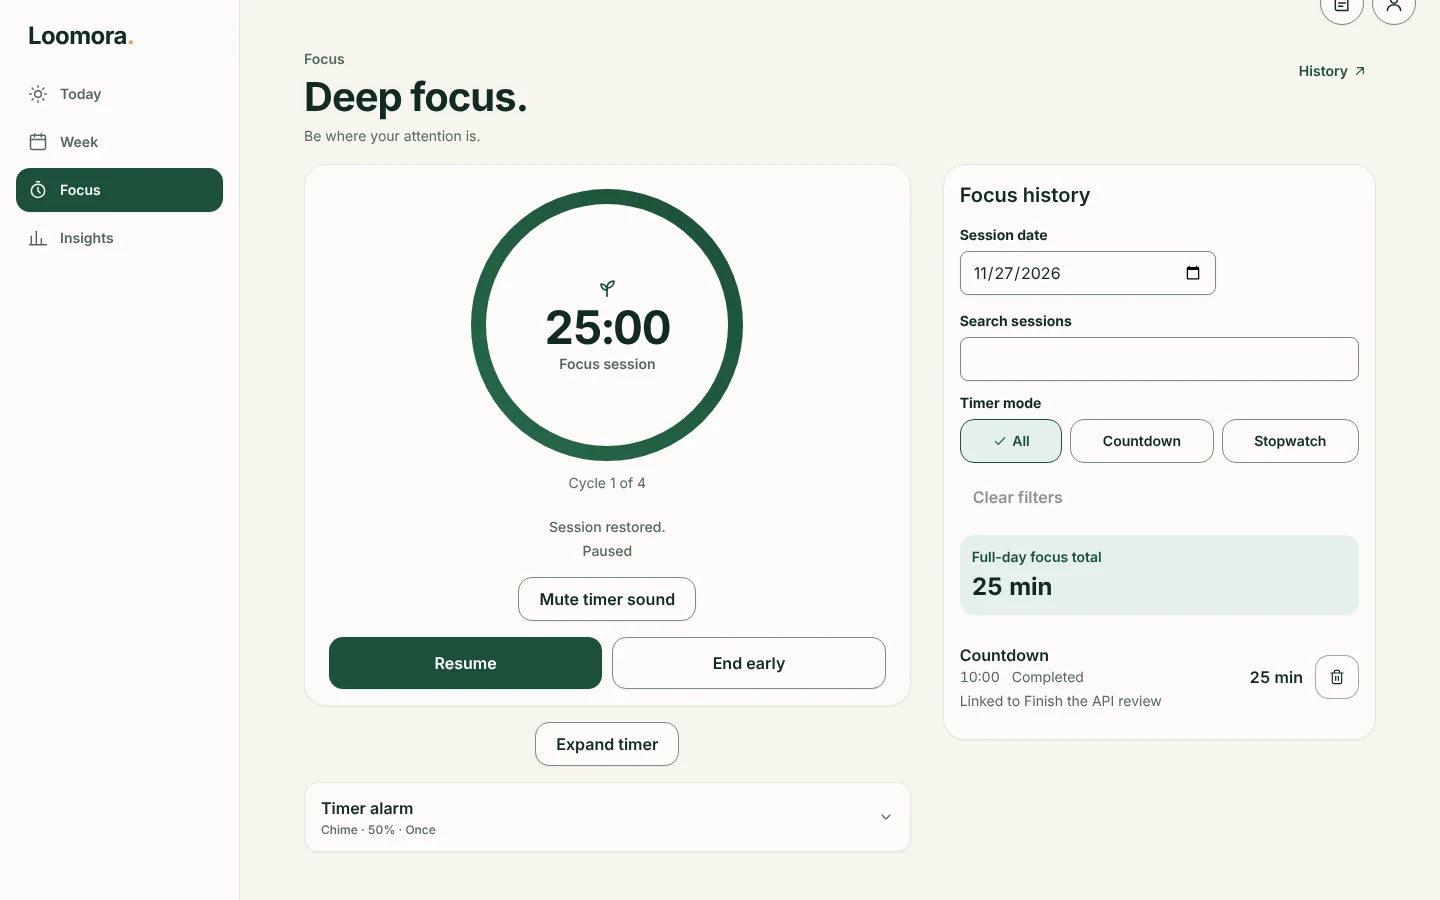 Loomora.
Today
Week
Focus
Insights
Focus
Deep focus.
Be where your attention is.
History
25:00
Focus session
Cycle 1 of 4
Session restored.
Paused
Mute timer sound
Resume
End early
Expand timer
Timer alarm
Chime · 50% · Once
Focus history
Session date
11/27/2026
Search sessions
Timer mode
All
Countdown
Stopwatch
Clear filters
Full-day focus total
25 min
Countdown
10:00 Completed
25 min
Linked to Finish the API review